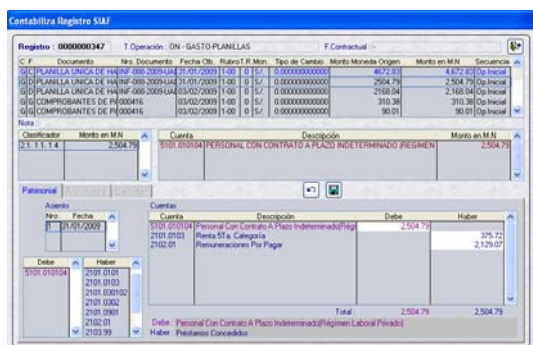 Contabiliza Registro SIAF
Registro : 0000000347 T.Operación : ON - GASTO-PLANILLAS F.Contractual :-
C F Documento Nro. Documento Fecha Ctb. Rubro T.R. Mon. Tipo de Cambio Monto Moneda Origen Monto en M.N Secuencia
G C PLANILLA UNICA DE HA INF-088-2009-UAL 31/01/2009 1-00 0 S/. 0.000000000000 4672.83 4,672.83 Op.Inicial
G D PLANILLA UNICA DE HA INF-088-2009-UAL 31/01/2009 1-00 0 S/. 0.000000000000 2504.79 2,504.79 Op.Inicial
G D PLANILLA UNICA DE HA INF-088-2009-UAL 31/01/2009 1-00 0 S/. 0.000000000000 2168.04 2,168.04 Op.Inicial
G G COMPROBANTES DE PA 000416 03/02/2009 1-00 0 S/. 0.000000000000 310.38 310.38 Op.Inicial
G G COMPROBANTES DE PA 000416 03/02/2009 1-00 0 S/. 0.000000000000 90.01 90.01 Op.Inicial
Nota :
Clasificador Monto en M.N
2.1. 1 1. 1 4 2,504.79
Cuenta Descripción Monto en M.N
5101.010104 PERSONAL CON CONTRATO A PLAZO INDETERMINADO (REGIMEN 2,504.79
Patrimonial
Asiento
Nro. Fecha
1 31/01/2009
Debe Haber
5101.010104 2101.0101
2101.0103
2101.030102
2101.0302
2101.0901
2102.01
2103.99
Cuentas
Cuenta Descripción Debe Haber
5101.010104 Personal Con Contrato A Plazo Indeterminado(Régi 2,504.79
2101.0103 Renta 5Ta. Categoría 375.72
2102.01 Remuneraciones Por Pagar 2,129.07
Total : 2,504.79 2,504.79
Debe : Personal Con Contrato A Plazo Indeterminado(Régimen Laboral Privado)
Haber : Préstamos Concedidos